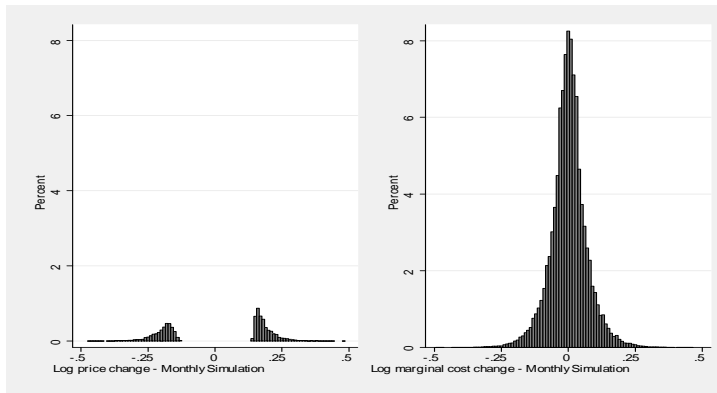 Percent
8
6
4
2
0
-.5 -.25 0 .25 .5
Log price change - Monthly Simulation
Percent
8
6
4
2
0
-.5 -.25 0 .25 .5
Log marginal cost change - Monthly Simulation